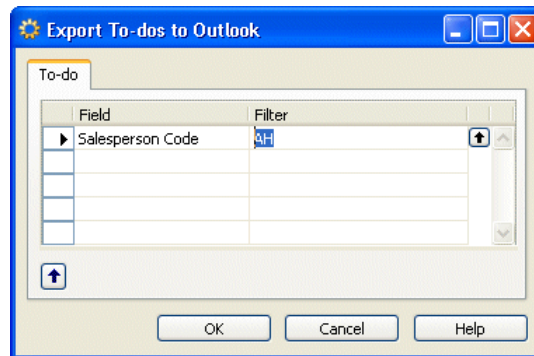 Export To-dos to Outlook
To-do
Field Filter
Salesperson Code AH
OK Cancel Help